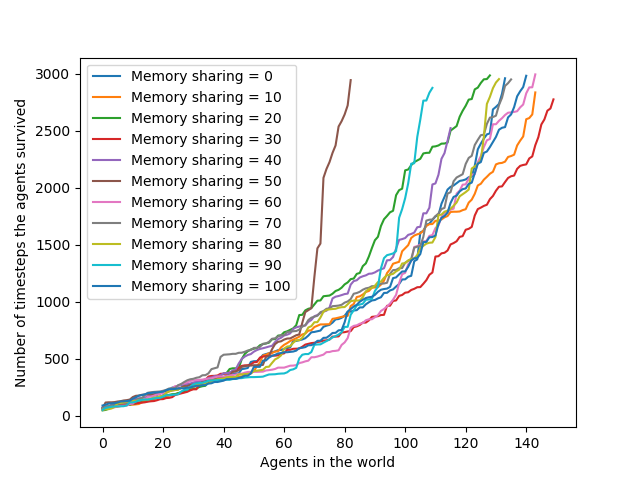 Memory sharing = 0
Memory sharing = 10
Memory sharing = 20
Memory sharing = 30
Memory sharing = 40
Memory sharing = 50
Memory sharing = 60
Memory sharing = 70
Memory sharing = 80
Memory sharing = 90
Memory sharing = 100
Number of timesteps the agents survived
3000
2500
2000
1500
1000
500
0
0 20 40 60 80 100 120 140
Agents in the world